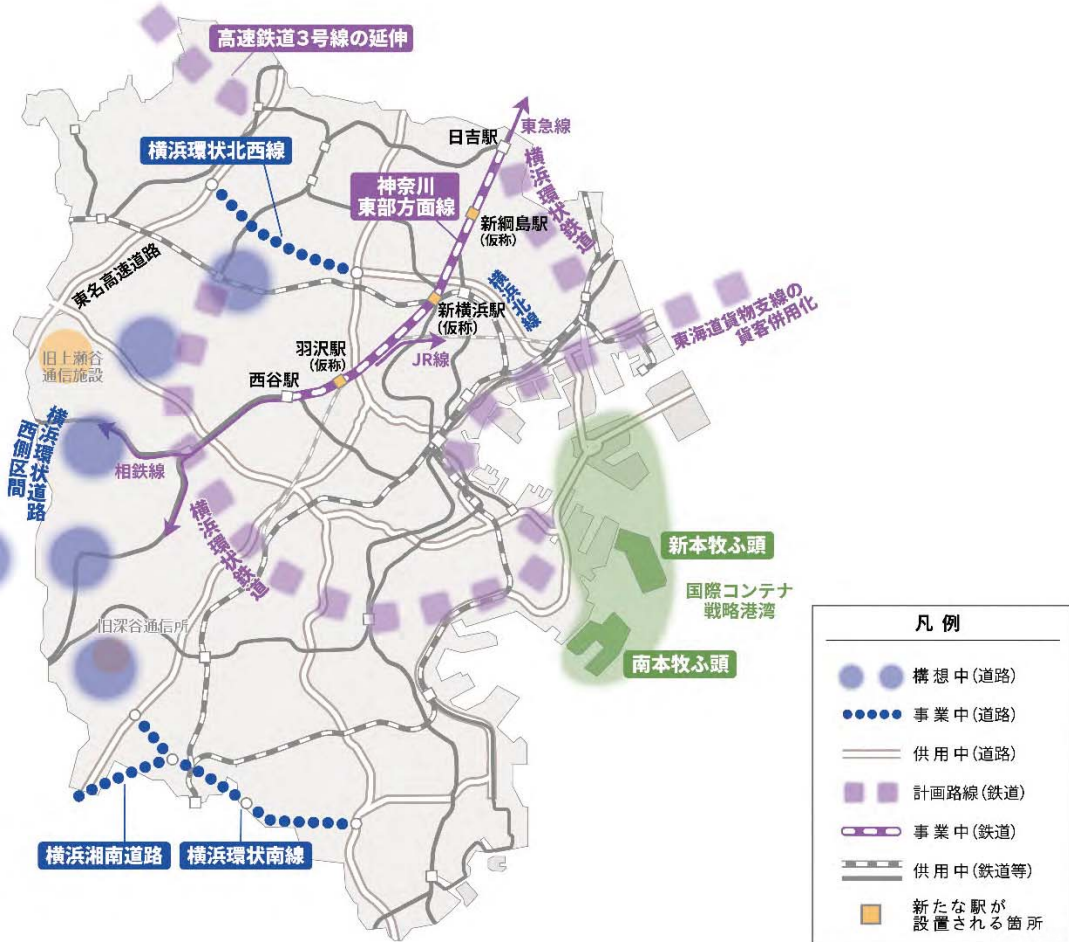 高速鉄道3号線の延伸
東急線
日吉駅
横浜環状北西線
神奈川
東部方面線
横浜環状鉄道
新綱島駅
(仮称)
東名高速道路
横浜北線
新横浜駅
(仮称)
東海道貨物支線の
貨客併用化
羽沢駅
(仮称)
JR線
旧上瀬谷
通信施設
西谷駅
横浜環状道路
西側区間
相鉄線
横浜環状鉄道
新本牧ふ頭
国際コンテナ
戦略港湾
旧深谷通信所
南本牧ふ頭
横浜湘南道路
横浜環状南線
凡例
構想中(道路)
事業中(道路)
供用中(道路)
計画路線(鉄道)
事業中(鉄道)
供用中(鉄道等)
新たな駅が
設置される箇所